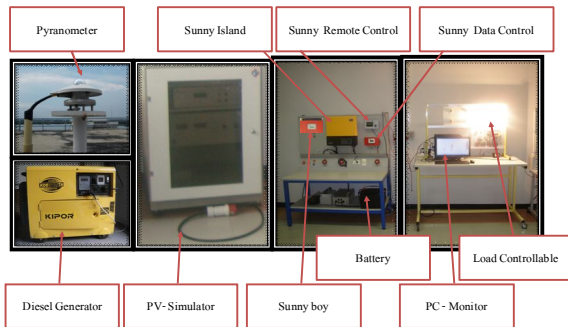 Pyranometer
Sunny Island
Sunny Remote Control
Sunny Data Control
KIPOR
Battery
Load Controllable
Diesel Generator
PV-Simulator
Sunny boy
PC - Monitor